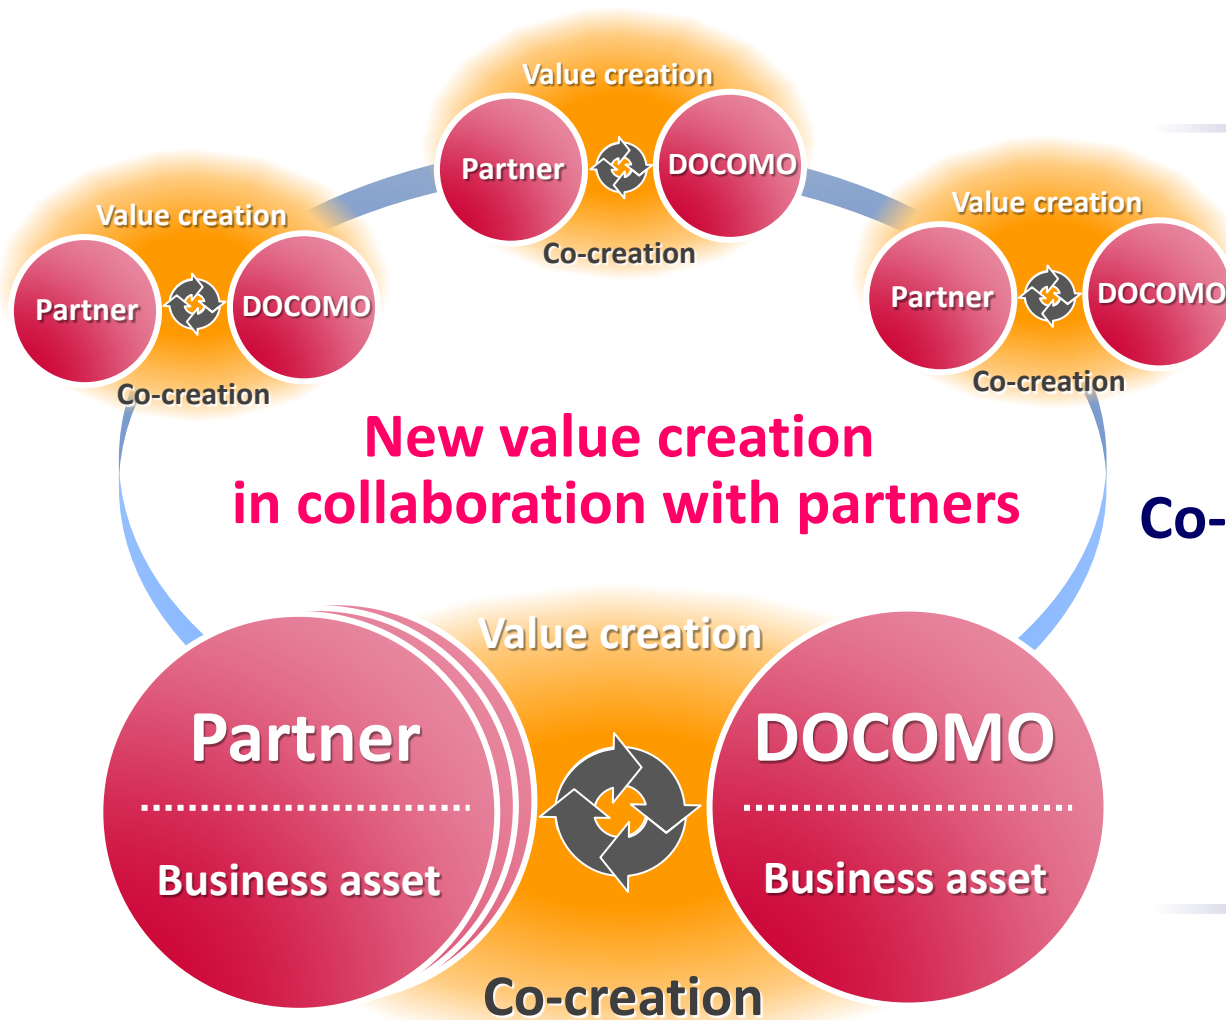 Value creation
Partner
DOCOMO
Co-creation
Value creation
Partner
DOCOMO
Co-creation
Value creation
Partner
DOCOMO
Co-creation
New value creation
in collaboration with partners
Co-
Value creation
Partner
Business asset
DOCOMO
Business asset
Co-creation